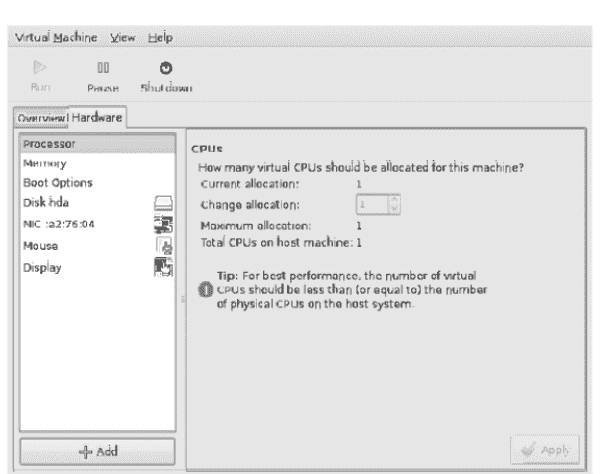 Virtual Machine View Help
Run Pause Shut down
Overview Hardware
Processor
Memory
Boot Options
Disk hda
NIC :a2:76:04
Mouse
Display
Add
CPUs
How many virtual CPUs should be allocated for this machine?
Current allocation: 1
Change allocation: 1
Maximum allocation: 1
Total CPUs on host machine: 1
Tip: For best performance, the number of virtual
CPUs should be less than (or equal to) the number
of physical CPUs on the host system.
Apply